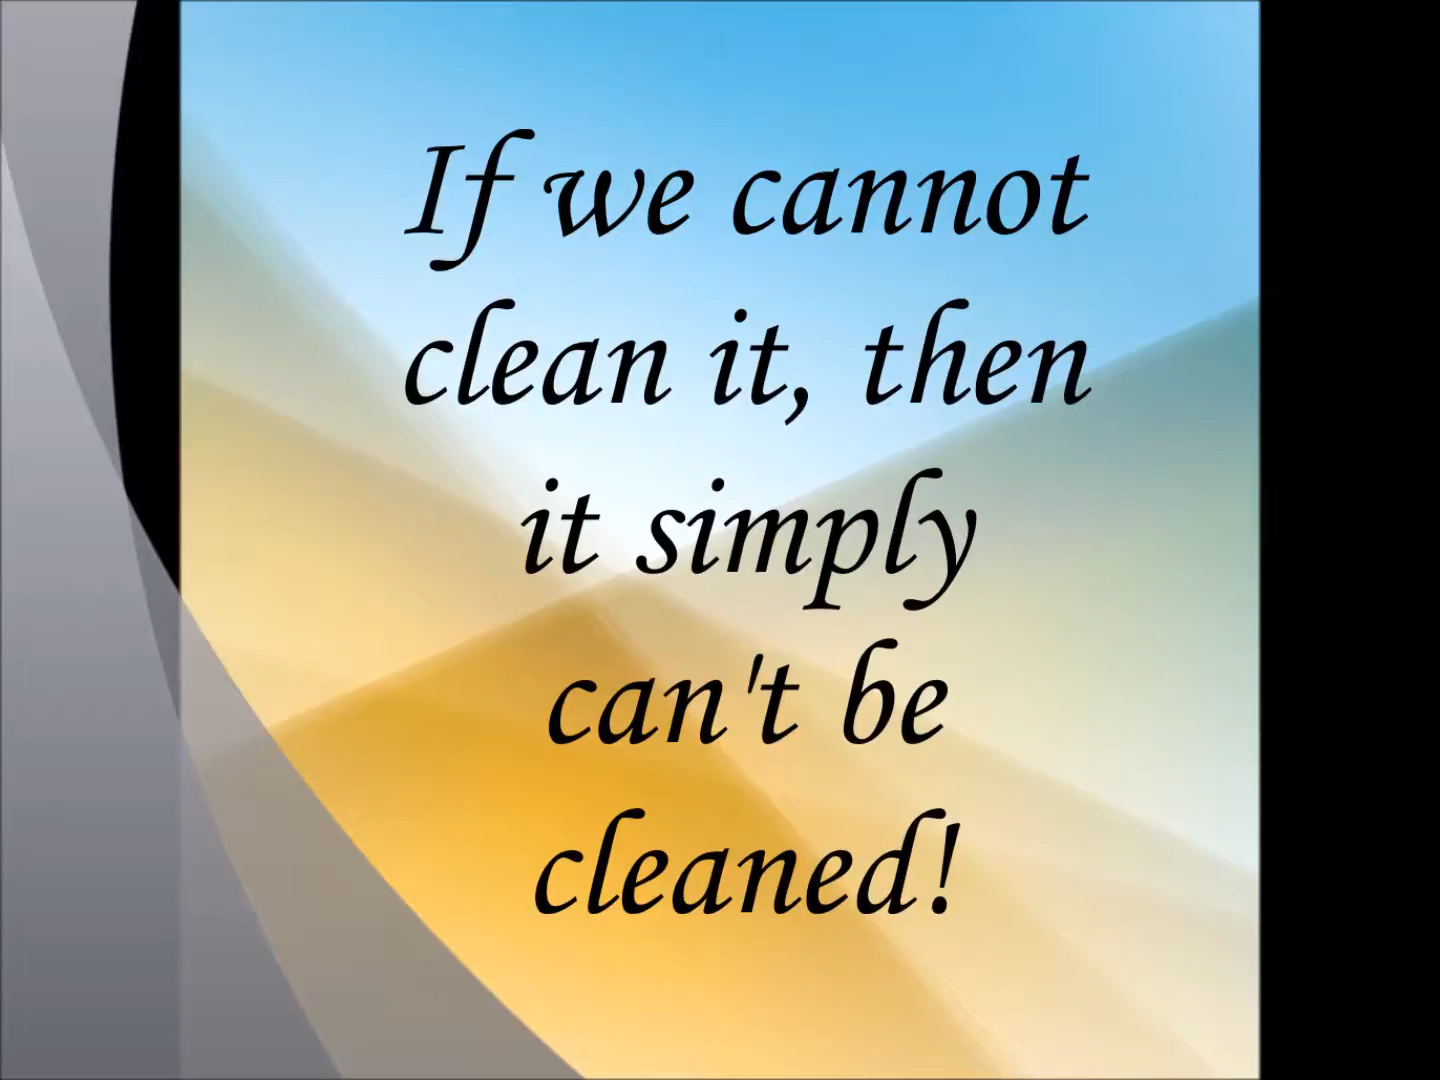 If we cannot
clean it, then
it simply
can't be
cleaned!